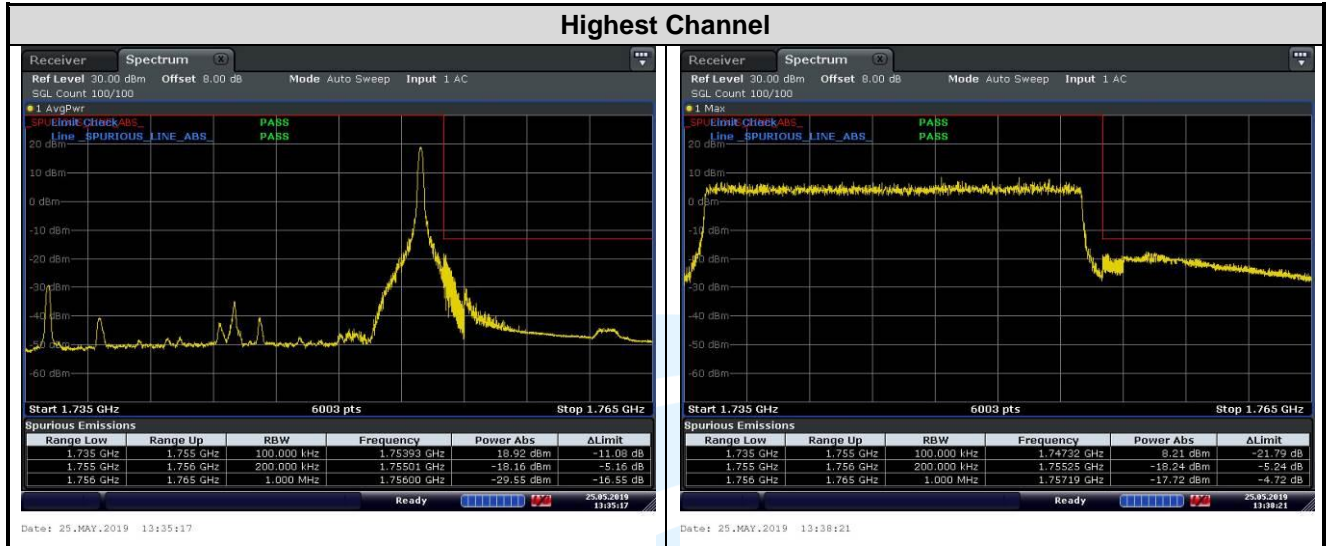 Highest Channel
Receiver Spectrum
Ref Level 30.00 dBm Offset 8.00 dB Mode Auto Sweep Input 1 AC
SGL Count 100/100
1 AvgPwr
Limit Check PASS
Line _SPURIOUS_LINE_ABS_ PASS
20 dBm
10 dBm
0 dBm
-10 dBm
-20 dBm
-30 dBm
-40 dBm
-50 dBm
-60 dBm
Start 1.735 GHz 6003 pts Stop 1.765 GHz
Spurious Emissions
Range Low Range Up RBW Frequency Power Abs ΔLimit
1.735 GHz 1.755 GHz 100.000 kHz 1.75393 GHz 18.92 dBm -11.08 dB
1.755 GHz 1.756 GHz 200.000 kHz 1.75501 GHz -18.16 dBm -5.16 dB
1.756 GHz 1.765 GHz 1.000 MHz 1.75600 GHz -29.55 dBm -16.55 dB
Ready 25.05.2019
13:35:17
Date: 25.MAY.2019 13:35:17
Receiver Spectrum
Ref Level 30.00 dBm Offset 8.00 dB Mode Auto Sweep Input 1 AC
SGL Count 100/100
1 Max
Limit Check PASS
Line _SPURIOUS_LINE_ABS_ PASS
20 dBm
10 dBm
0 dBm
-10 dBm
-20 dBm
-30 dBm
-40 dBm
-50 dBm
-60 dBm
Start 1.735 GHz 6003 pts Stop 1.765 GHz
Spurious Emissions
Range Low Range Up RBW Frequency Power Abs ΔLimit
1.735 GHz 1.755 GHz 100.000 kHz 1.74732 GHz 8.21 dBm -21.79 dB
1.755 GHz 1.756 GHz 200.000 kHz 1.75525 GHz -18.24 dBm -5.24 dB
1.756 GHz 1.765 GHz 1.000 MHz 1.75719 GHz -17.72 dBm -4.72 dB
Ready 25.05.2019
13:38:21
Date: 25.MAY.2019 13:38:21